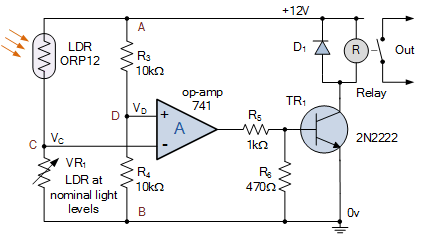 +12V
A
LDR
ORP12
R3
10kΩ
D1
R
Out
Relay
op-amp
741
TR1
D
VD
+
A
-
R5
1kΩ
2N2222
C
VC
VR1
LDR at
nominal light
levels
R4
10kΩ
R6
470Ω
B
0v